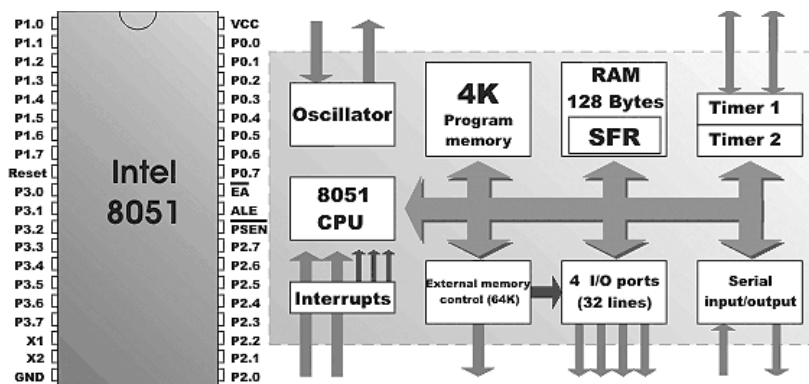 P1.0
P1.1
P1.2
P1.3
P1.4
P1.5
P1.6
P1.7
Reset
P3.0
P3.1
P3.2
P3.3
P3.4
P3.5
P3.6
P3.7
X1
X2
GND
Intel
8051
VCC
P0.0
P0.1
P0.2
P0.3
P0.4
P0.5
P0.6
P0.7
EA
ALE
PSEN
P2.7
P2.6
P2.5
P2.4
P2.3
P2.2
P2.1
P2.0
Oscillator
4K
Program
memory
RAM
128 Bytes
SFR
Timer 1
Timer 2
8051
CPU
Interrupts
External memory
control (64K)
4 I/O ports
(32 lines)
Serial
input/output